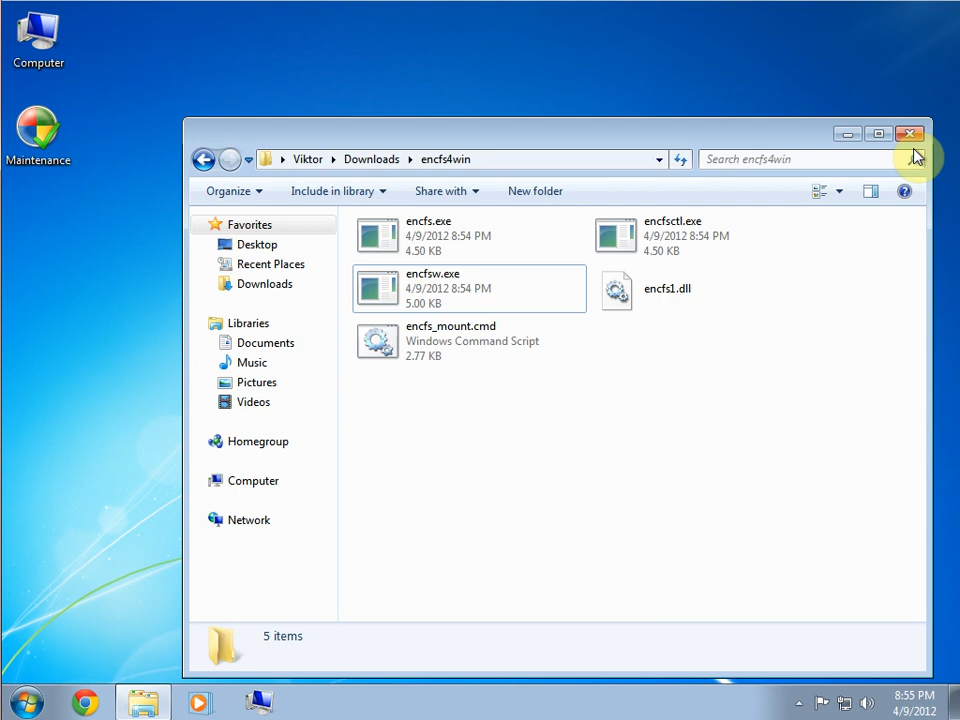 Computer
Maintenance
Viktor
Downloads
encfs4win
Search encfs4win
Organize
Include in library
Share with
New folder
Favorites
Desktop
Recent Places
Downloads
Libraries
Documents
Music
Pictures
Videos
Homegroup
Computer
Network
encfs.exe
4/9/2012 8:54 PM
4.50 KB
encfsctl.exe
4/9/2012 8:54 PM
4.50 KB
encfsw.exe
4/9/2012 8:54 PM
5.00 KB
encfs1.dll
encfs_mount.cmd
Windows Command Script
2.77 KB
5 items
8:55 PM
4/9/2012